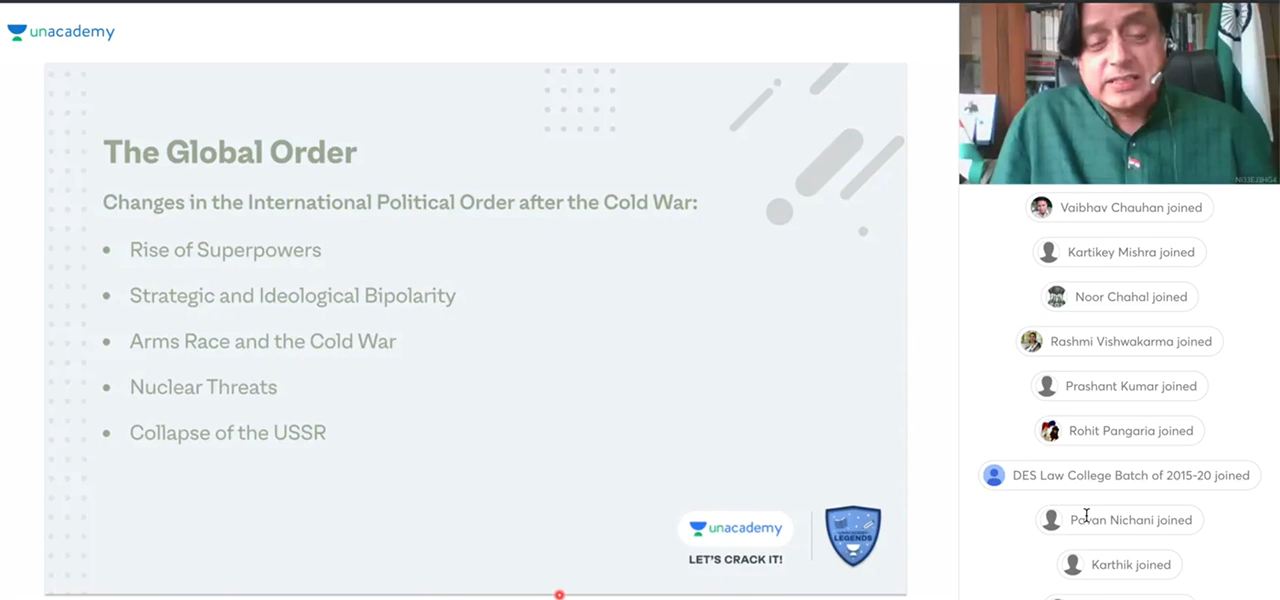 unacademy
The Global Order
Changes in the International Political Order after the Cold War:
• Rise of Superpowers
• Strategic and Ideological Bipolarity
• Arms Race and the Cold War
• Nuclear Threats
• Collapse of the USSR
unacademy
LET'S CRACK IT!
LEGENDS
Vaibhav Chauhan joined
Kartikey Mishra joined
Noor Chahal joined
Rashmi Vishwakarma joined
Prashant Kumar joined
Rohit Pangaria joined
DES Law College Batch of 2015-20 joined
Nichani joined
Karthik joined